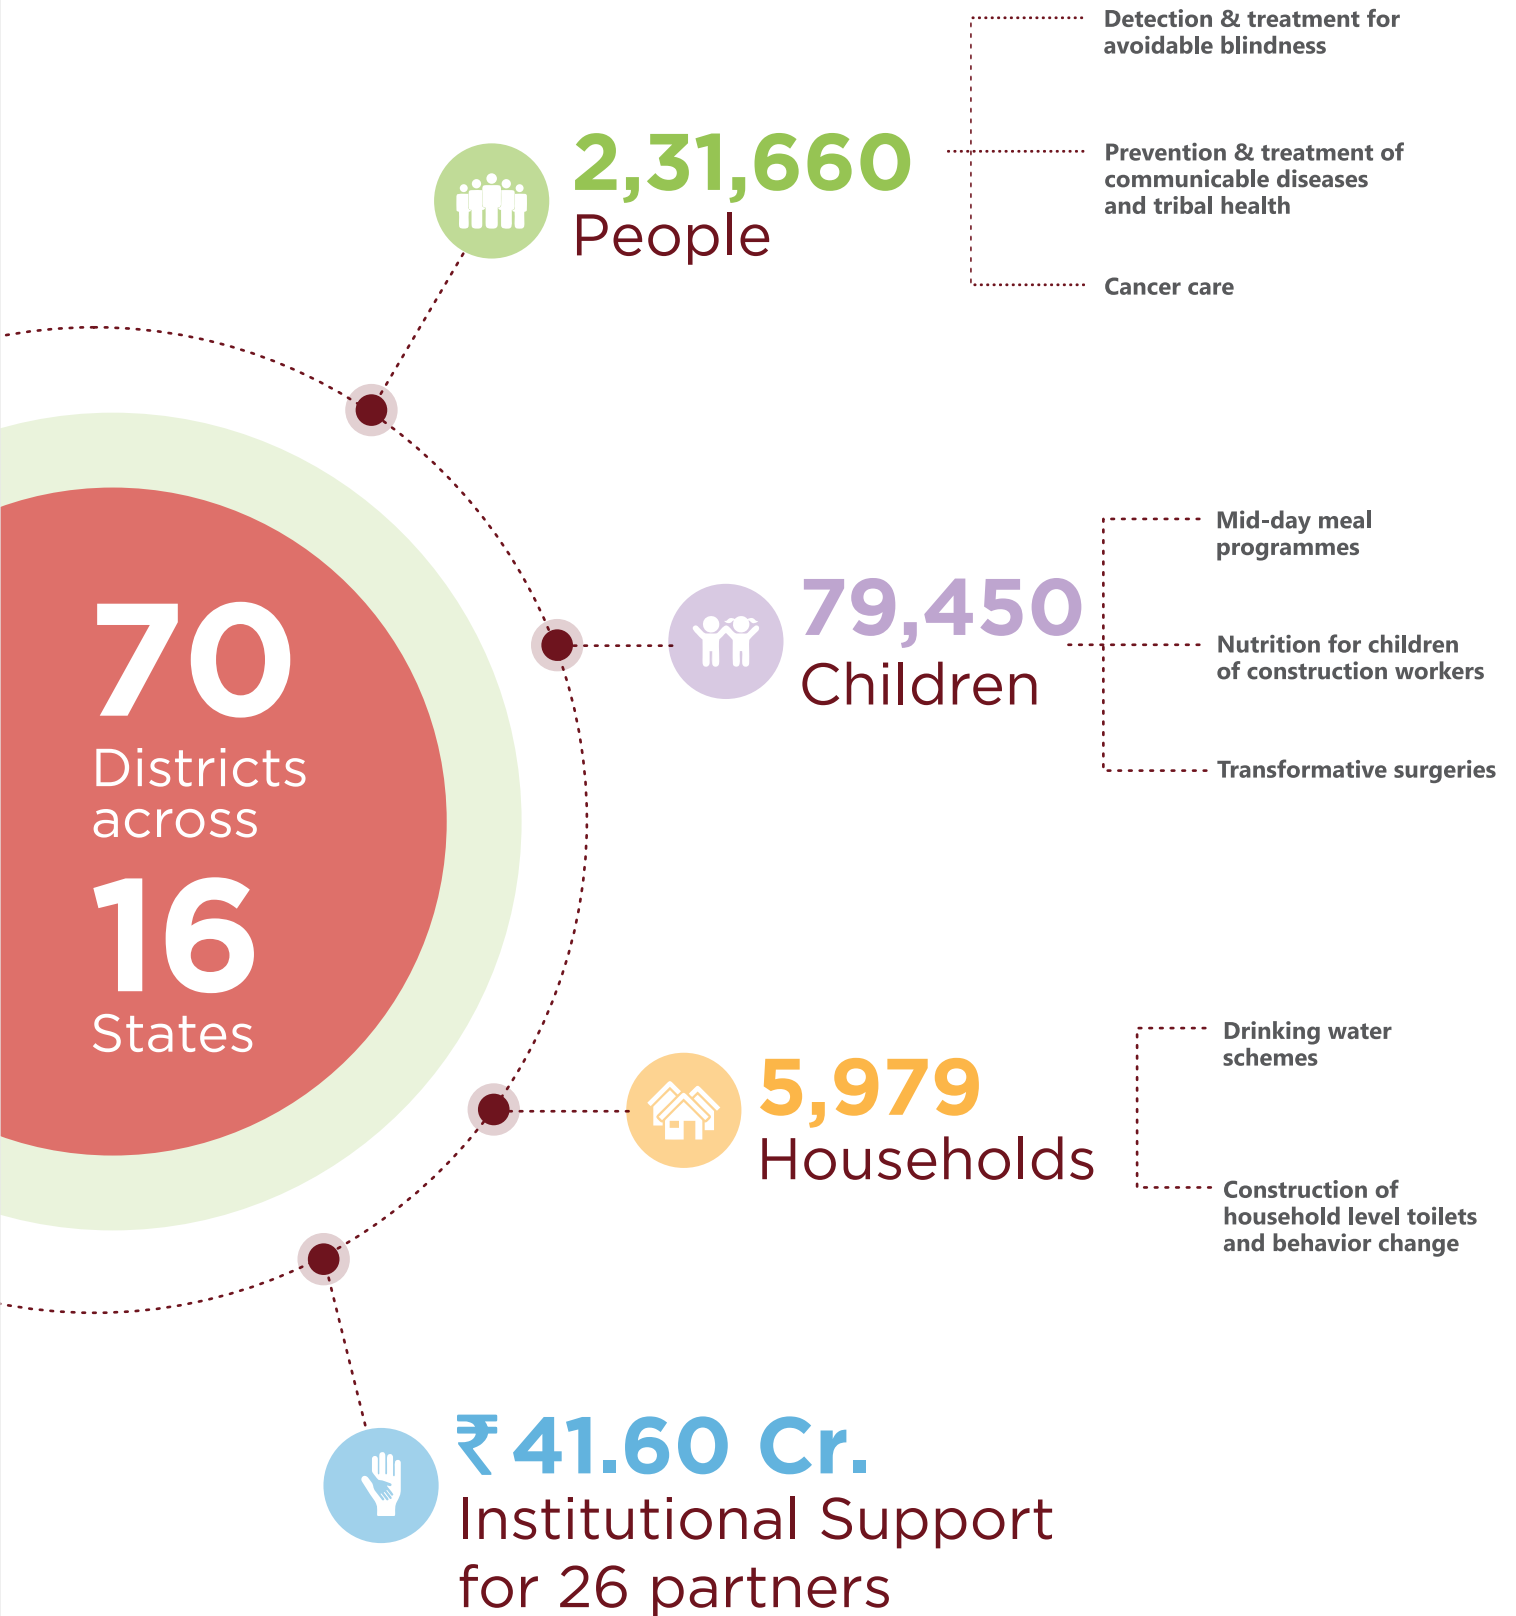 Detection & treatment for
avoidable blindness
2,31,660
People
Prevention & treatment of
communicable diseases
and tribal health
Cancer care
70
Districts
across
16
States
79,450
Children
Mid-day meal
programmes
Nutrition for children
of construction workers
Transformative surgeries
5,979
Households
Drinking water
schemes
Construction of
household level toilets
and behavior change
₹ 41.60 Cr.
Institutional Support
for 26 partners